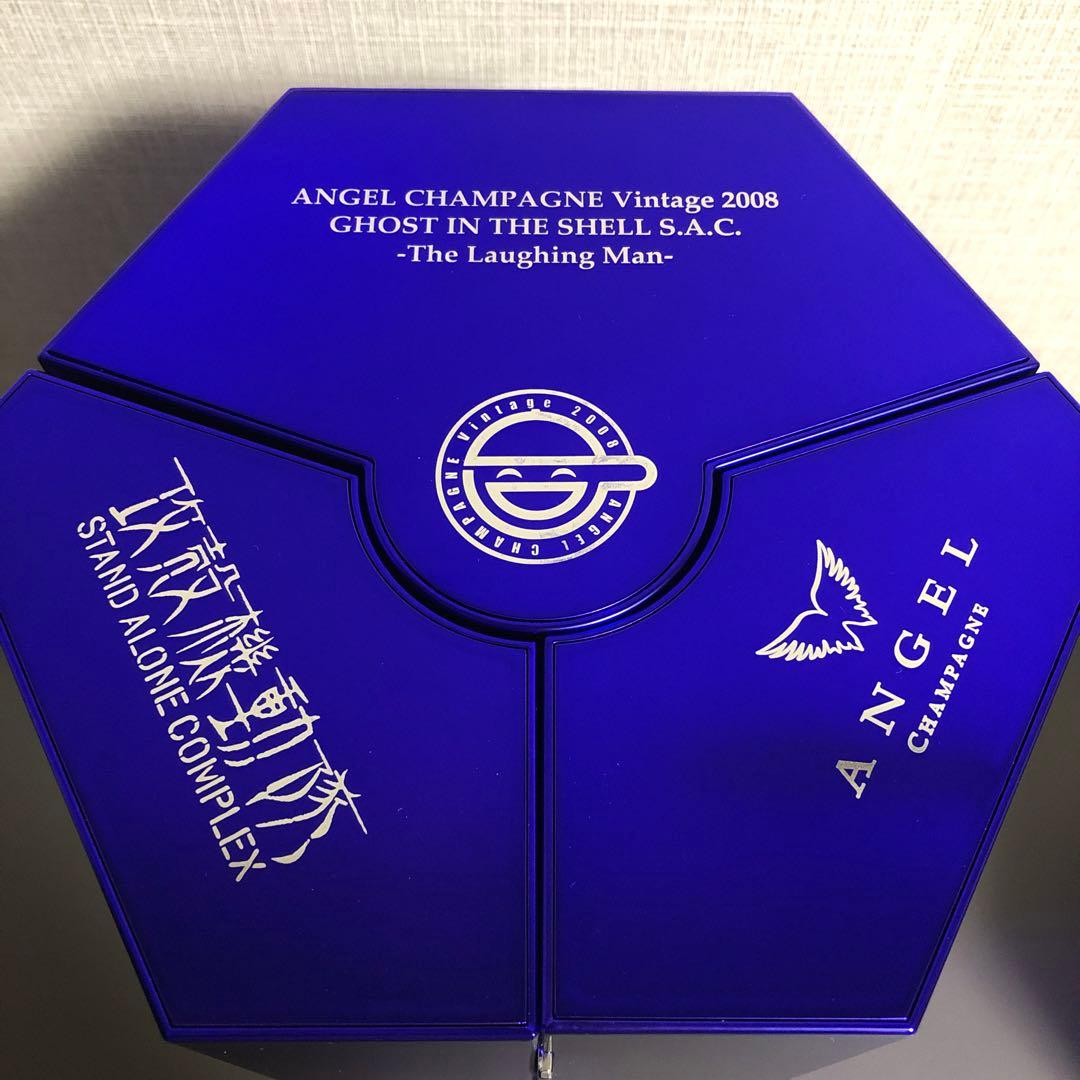 ANGEL CHAMPAGNE Vintage 2008
GHOST IN THE SHELL S.A.C.
-The Laughing Man-
ANGEL CHAMPAGNE Vintage 2008
攻殻機動隊
STAND ALONE COMPLEX
ANGEL
CHAMPAGNE